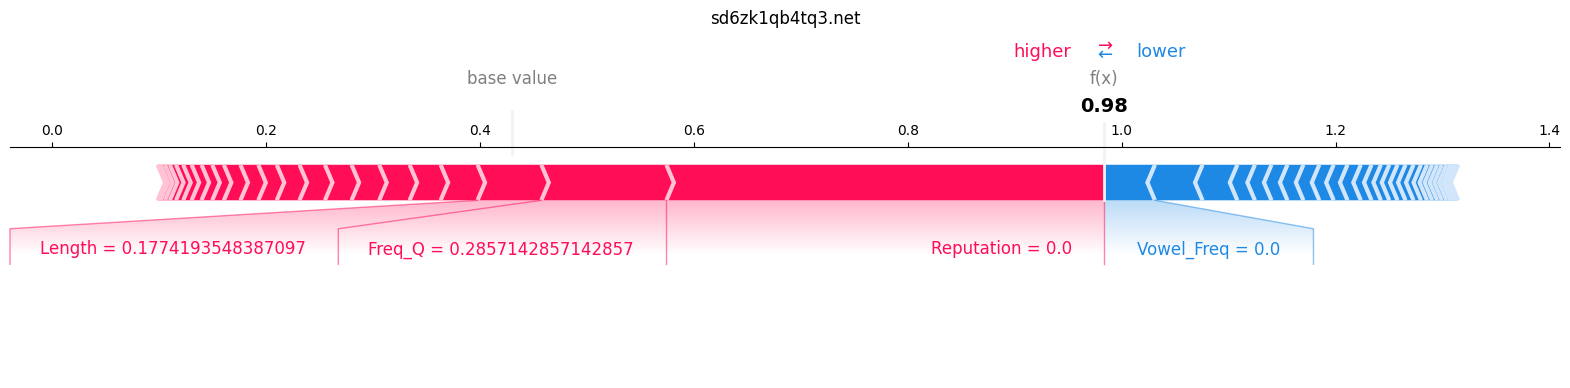 sd6zk1qb4tq3.net
higher → ← lower
base value f(x)
0.98
0.0 0.2 0.4 0.6 0.8 1.0 1.2 1.4
Length = 0.1774193548387097 Freq_Q = 0.2857142857142857 Reputation = 0.0 Vowel_Freq = 0.0